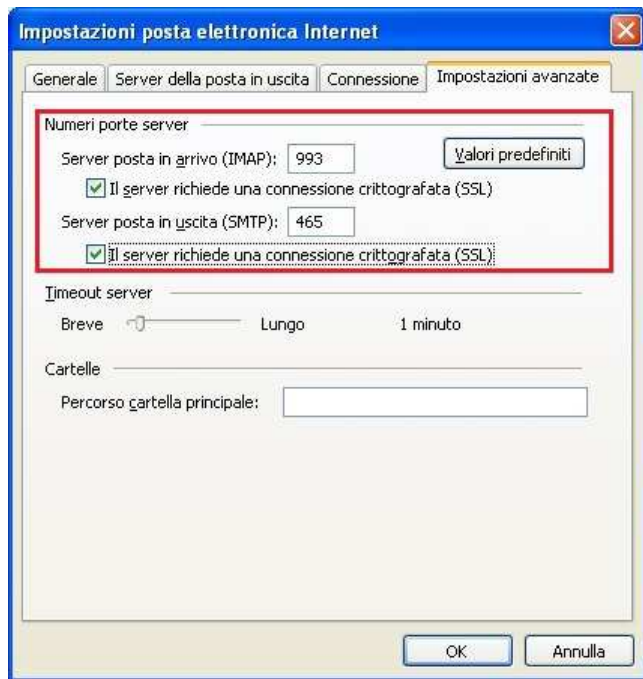 Impostazioni posta elettronica Internet
Generale Server della posta in uscita Connessione Impostazioni avanzate
Numeri porte server
Server posta in arrivo (IMAP): 993 Valori predefiniti
Il server richiede una connessione crittografata (SSL)
Server posta in uscita (SMTP): 465
Il server richiede una connessione crittografata (SSL)
Timeout server
Breve Lungo 1 minuto
Cartelle
Percorso cartella principale:
OK Annulla